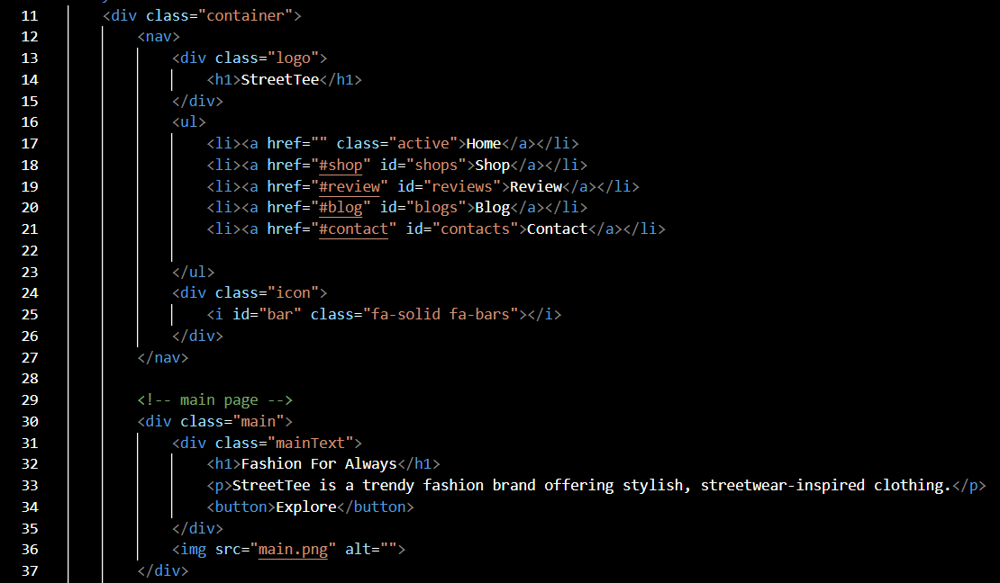 11 <div class="container">
12 <nav>
13 <div class="logo">
14 <h1>StreetTee</h1>
15 </div>
16 <ul>
17 <li><a href="" class="active">Home</a></li>
18 <li><a href="#shop" id="shops">Shop</a></li>
19 <li><a href="#review" id="reviews">Review</a></li>
20 <li><a href="#blog" id="blogs">Blog</a></li>
21 <li><a href="#contact" id="contacts">Contact</a></li>
22
23 </ul>
24 <div class="icon">
25 <i id="bar" class="fa-solid fa-bars"></i>
26 </div>
27 </nav>
28
29 <!-- main page -->
30 <div class="main">
31 <div class="mainText">
32 <h1>Fashion For Always</h1>
33 <p>StreetTee is a trendy fashion brand offering stylish, streetwear-inspired clothing.</p>
34 <button>Explore</button>
35 </div>
36 <img src="main.png" alt="">
37 </div>